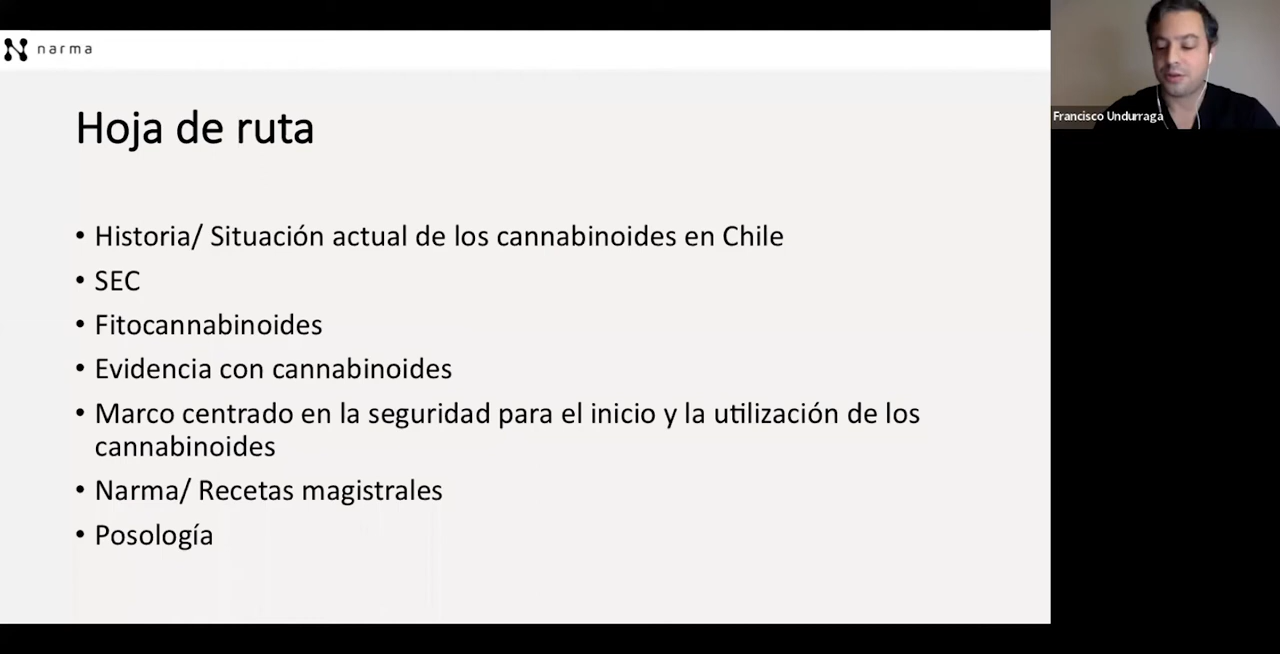 narma
Hoja de ruta
• Historia/ Situación actual de los cannabinoides en Chile
• SEC
• Fitocannabinoides
• Evidencia con cannabinoides
• Marco centrado en la seguridad para el inicio y la utilización de los
cannabinoides
• Narma/ Recetas magistrales
• Posología
Francisco Undurraga